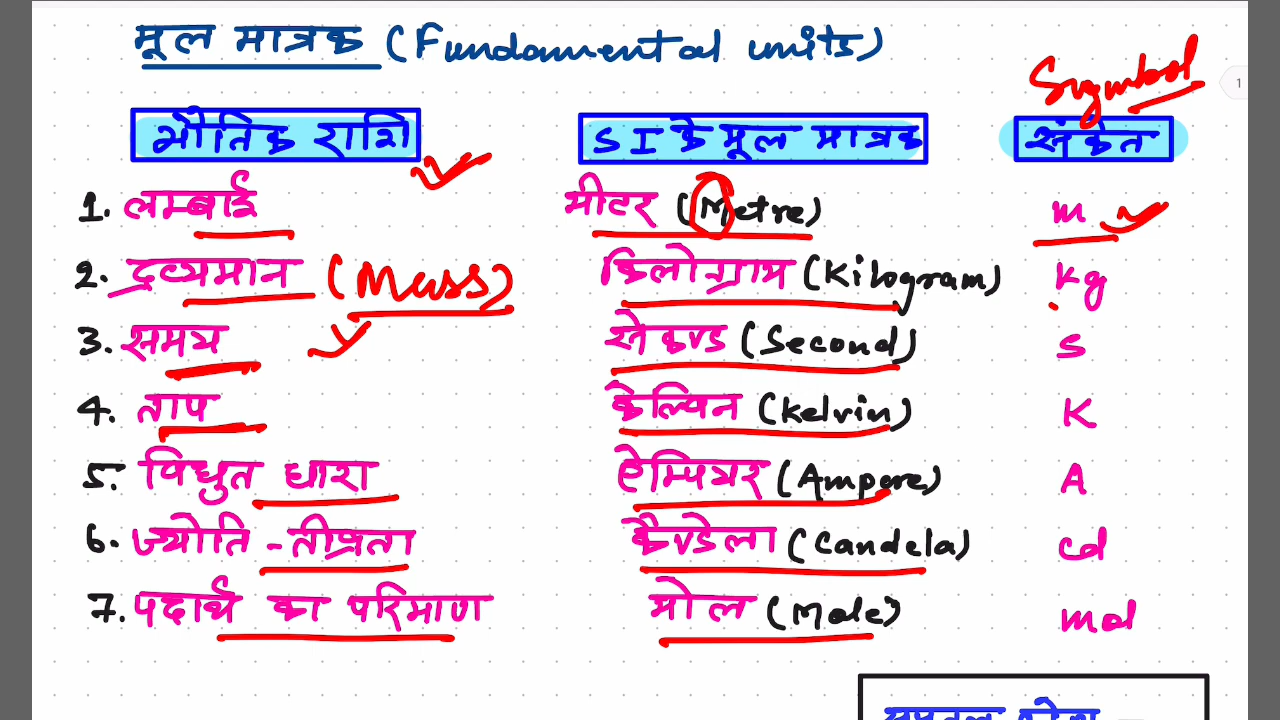 मूल मात्रक (Fundamental units)
Symbol
1
भौतिक राशि SI के मूल मात्रक संकेत
1. लम्बाई मीटर (Metre) m
2. द्रव्यमान (Mass) किलोग्राम (Kilogram) kg
3. समय सेकण्ड (Second) s
4. ताप केल्विन (Kelvin) K
5. विधुत धारा ऐम्पियर (Ampere) A
6. ज्योति - तीव्रता कैण्डेला (Candela) cd
7. पदार्थ का परिमाण मोल (Mole) mol